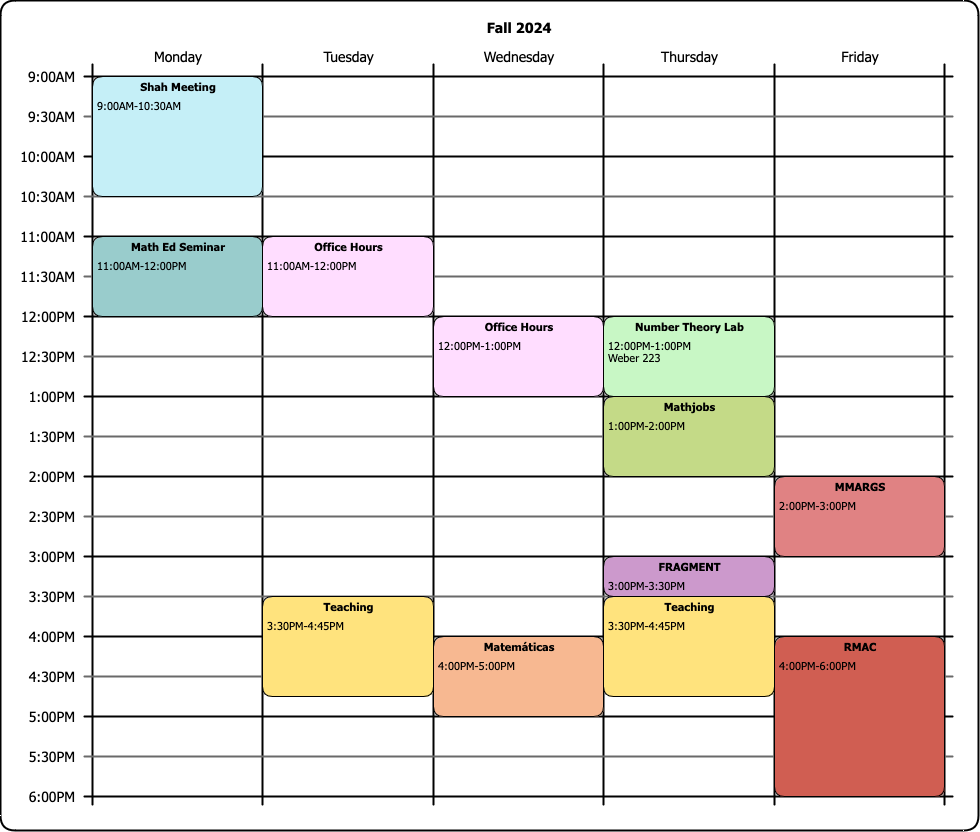 Fall 2024
Monday Tuesday Wednesday Thursday Friday
9:00AM
9:30AM
10:00AM
10:30AM
11:00AM
11:30AM
12:00PM
12:30PM
1:00PM
1:30PM
2:00PM
2:30PM
3:00PM
3:30PM
4:00PM
4:30PM
5:00PM
5:30PM
6:00PM
Shah Meeting
9:00AM-10:30AM
Math Ed Seminar
11:00AM-12:00PM
Office Hours
11:00AM-12:00PM
Teaching
3:30PM-4:45PM
Office Hours
12:00PM-1:00PM
Matemáticas
4:00PM-5:00PM
Number Theory Lab
12:00PM-1:00PM
Weber 223
Mathjobs
1:00PM-2:00PM
FRAGMENT
3:00PM-3:30PM
Teaching
3:30PM-4:45PM
MMARGS
2:00PM-3:00PM
RMAC
4:00PM-6:00PM